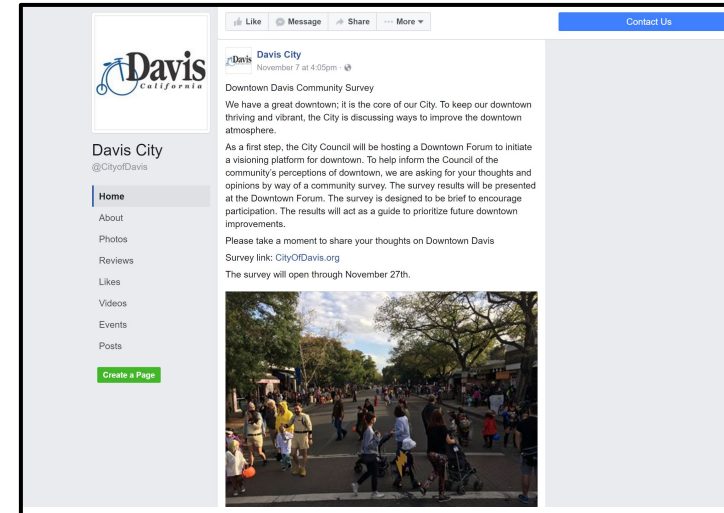 Davis
California
Davis City
@CityofDavis
Home
About
Photos
Reviews
Likes
Videos
Events
Posts
Create a Page
Like Message Share More
Contact Us
Davis
Davis City
November 7 at 4:05pm ·
Downtown Davis Community Survey
We have a great downtown; it is the core of our City. To keep our downtown
thriving and vibrant, the City is discussing ways to improve the downtown
atmosphere.
As a first step, the City Council will be hosting a Downtown Forum to initiate
a visioning platform for downtown. To help inform the Council of the
community's perceptions of downtown, we are asking for your thoughts and
opinions by way of a community survey. The survey results will be presented
at the Downtown Forum. The survey is designed to be brief to encourage
participation. The results will act as a guide to prioritize future downtown
improvements.
Please take a moment to share your thoughts on Downtown Davis
Survey link: CityOfDavis.org
The survey will open through November 27th.